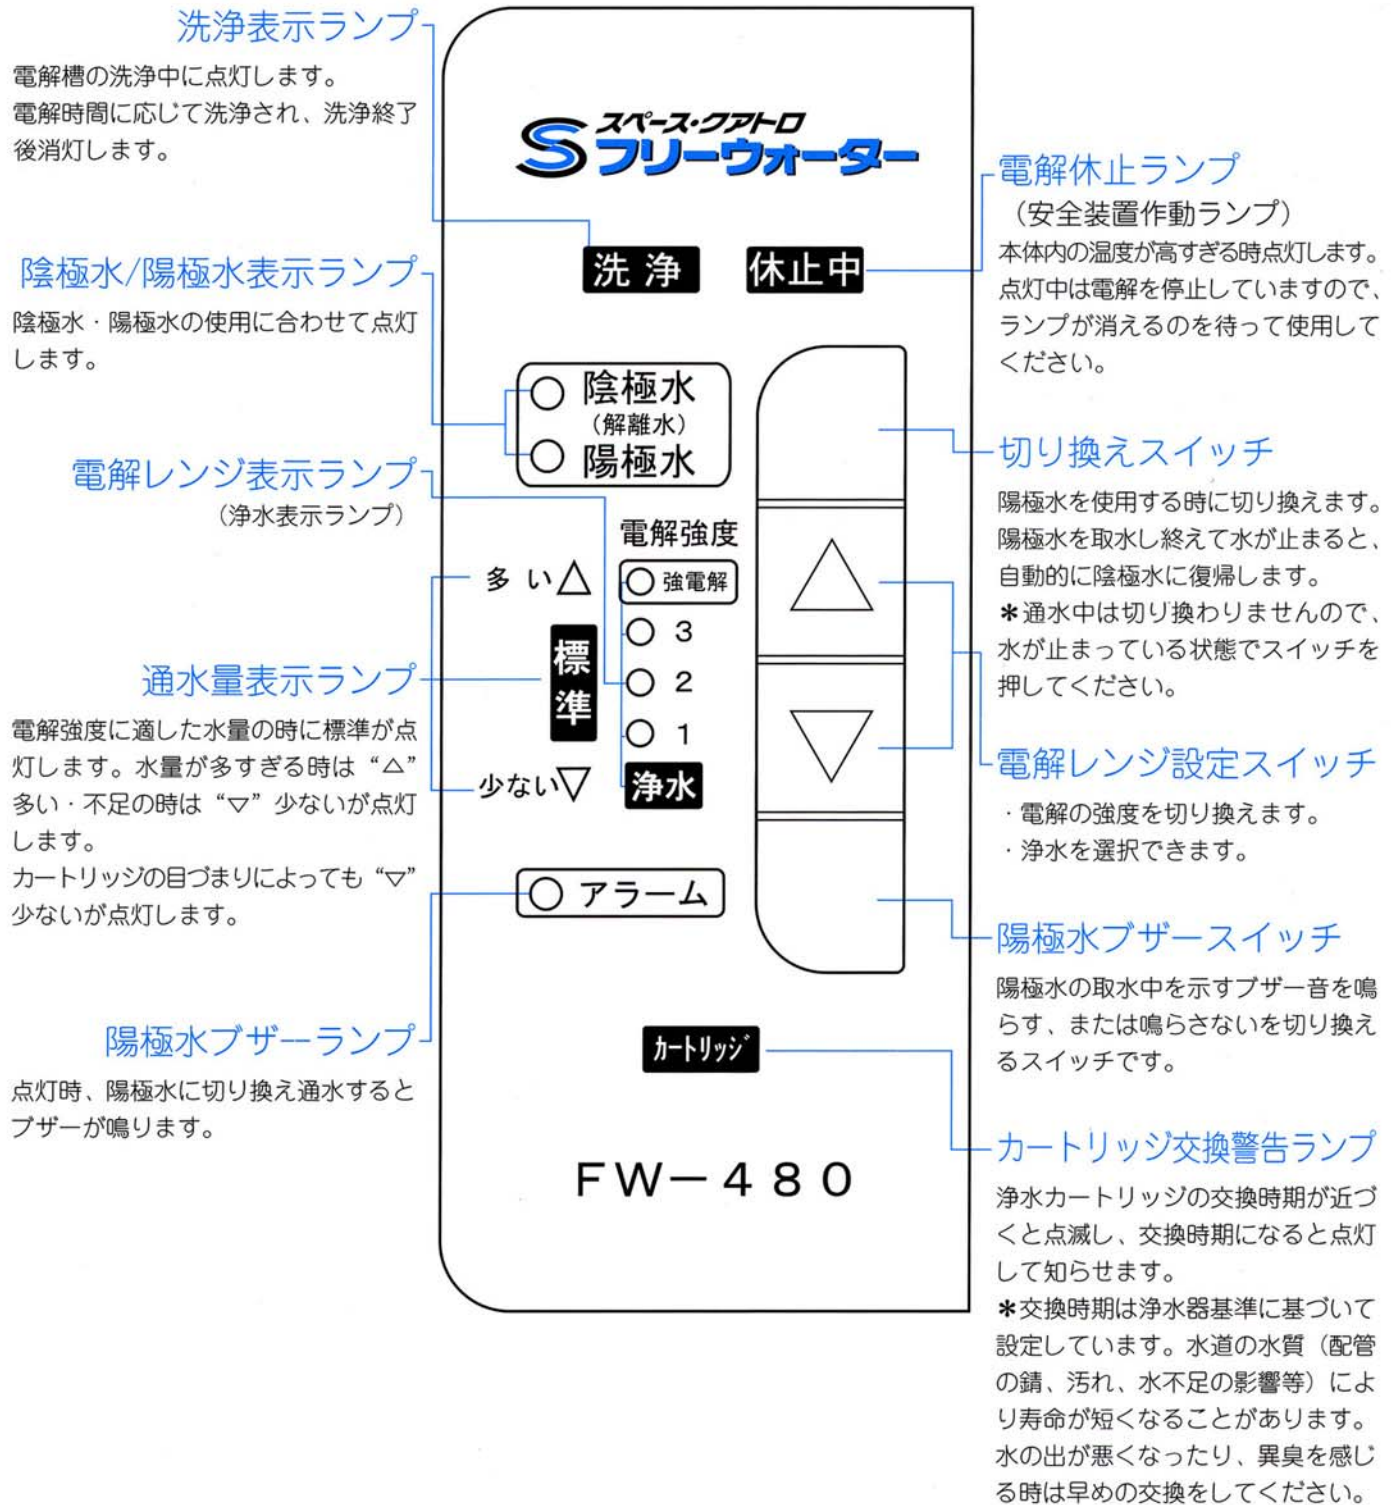 洗浄表示ランプ
電解槽の洗浄中に点灯します。
電解時間に応じて洗浄され、洗浄終了
後消灯します。
陰極水/陽極水表示ランプ
陰極水・陽極水の使用に合わせて点灯
します。
電解レンジ表示ランプ
（浄水表示ランプ）
通水量表示ランプ
電解強度に適した水量の時に標準が点
灯します。水量が多すぎる時は“△”
多い・不足の時は“▽”少ないが点灯
します。
カートリッジの目づまりによっても“▽”
少ないが点灯します。
陽極水ブザーランプ
点灯時、陽極水に切り換え通水すると
ブザーが鳴ります。
スペース・クアトロ
フリーウォーター
洗浄
休止中
陰極水
（解離水）
陽極水
電解強度
多い△
強電解
3
標準
2
1
少ない▽
浄水
アラーム
カートリッジ
FW－480
電解休止ランプ
（安全装置作動ランプ）
本体内の温度が高すぎる時点灯します。
点灯中は電解を停止していますので、
ランプが消えるのを待って使用して
ください。
切り換えスイッチ
陽極水を使用する時に切り換えます。
陽極水を取水し終えて水が止まると、
自動的に陰極水に復帰します。
＊通水中は切り換わりませんので、
水が止まっている状態でスイッチを
押してください。
電解レンジ設定スイッチ
・電解の強度を切り換えます。
・浄水を選択できます。
陽極水ブザースイッチ
陽極水の取水中を示すブザー音を鳴
らす、または鳴らさないを切り換え
るスイッチです。
カートリッジ交換警告ランプ
浄水カートリッジの交換時期が近づ
くと点滅し、交換時期になると点灯
して知らせます。
＊交換時期は浄水器基準に基づいて
設定しています。水道の水質（配管
の錆、汚れ、水不足の影響等）によ
り寿命が短くなることがあります。
水の出が悪くなったり、異臭を感じ
る時は早めの交換をしてください。